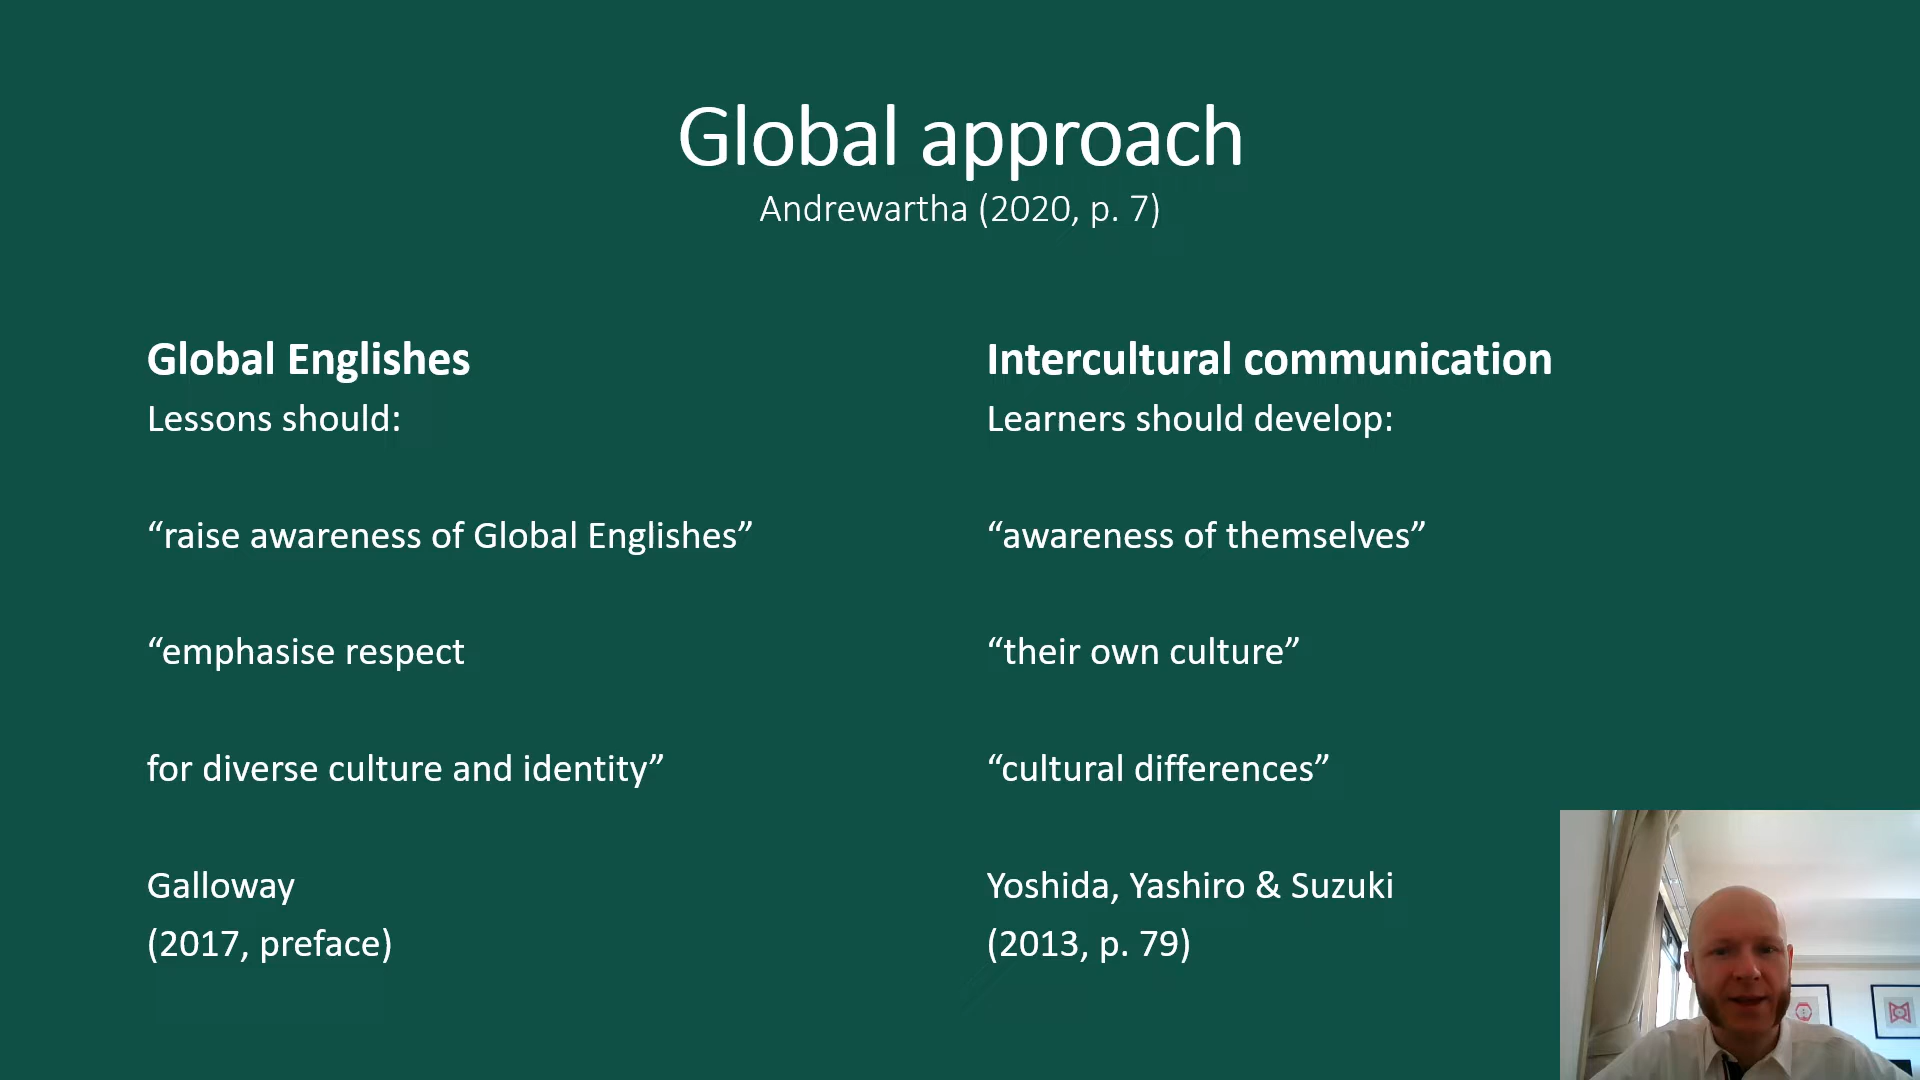 Global approach
Andrewartha (2020, p. 7)
Global Englishes
Lessons should:
“raise awareness of Global Englishes”
“emphasise respect
for diverse culture and identity”
Galloway
(2017, preface)
Intercultural communication
Learners should develop:
“awareness of themselves”
“their own culture”
“cultural differences”
Yoshida, Yashiro & Suzuki
(2013, p. 79)